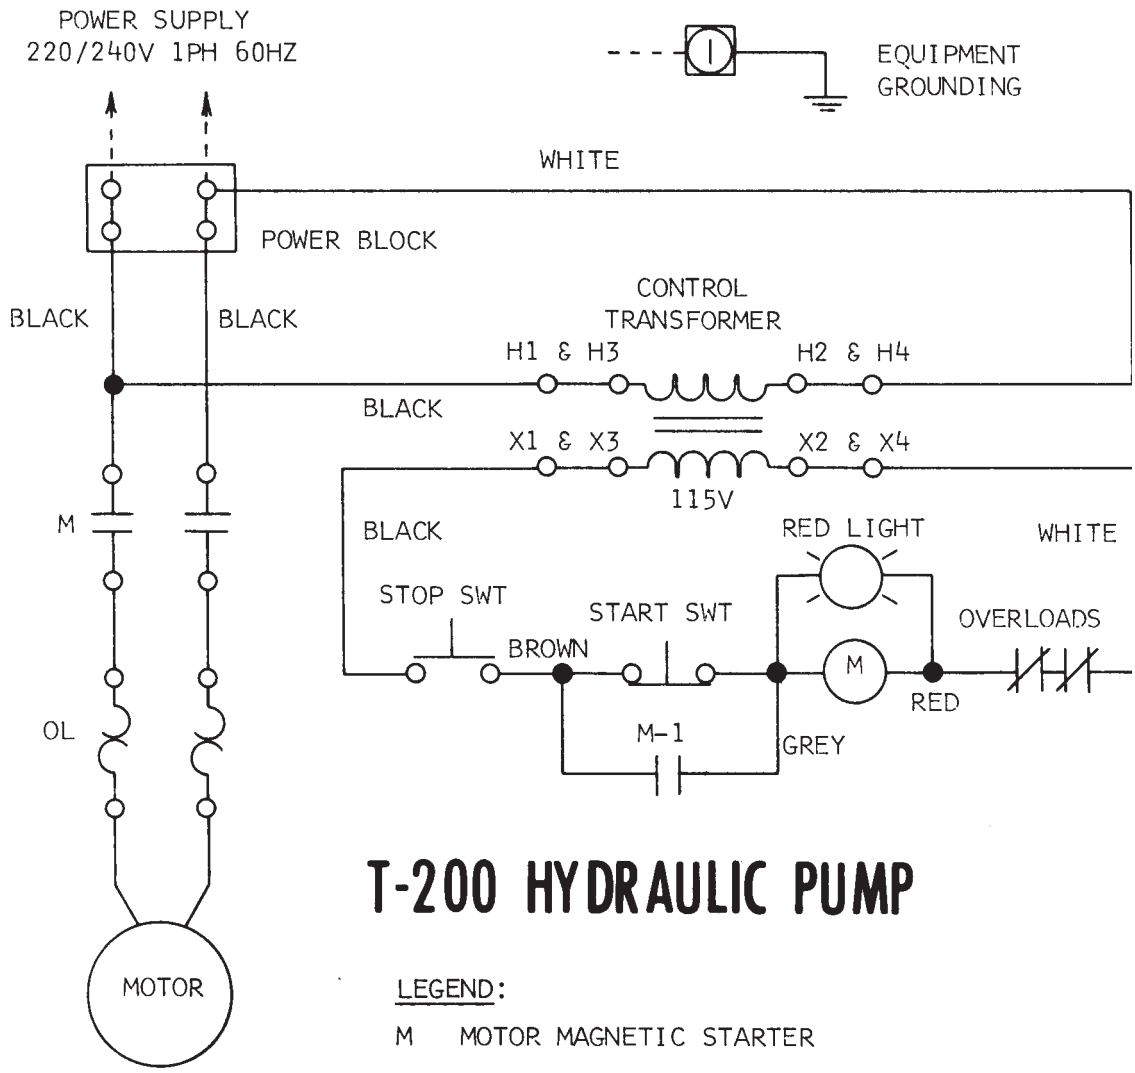 POWER SUPPLY
220/240V 1PH 60HZ
EQUIPMENT
GROUNDING
WHITE
POWER BLOCK
CONTROL
TRANSFORMER
BLACK
BLACK
H1 & H3
H2 & H4
BLACK
X1 & X3
X2 & X4
115V
M
BLACK
RED LIGHT
WHITE
STOP SWT
START SWT
OVERLOADS
BROWN
M
RED
OL
M-1
GREY
T-200 HYDRAULIC PUMP
MOTOR
LEGEND:
M MOTOR MAGNETIC STARTER